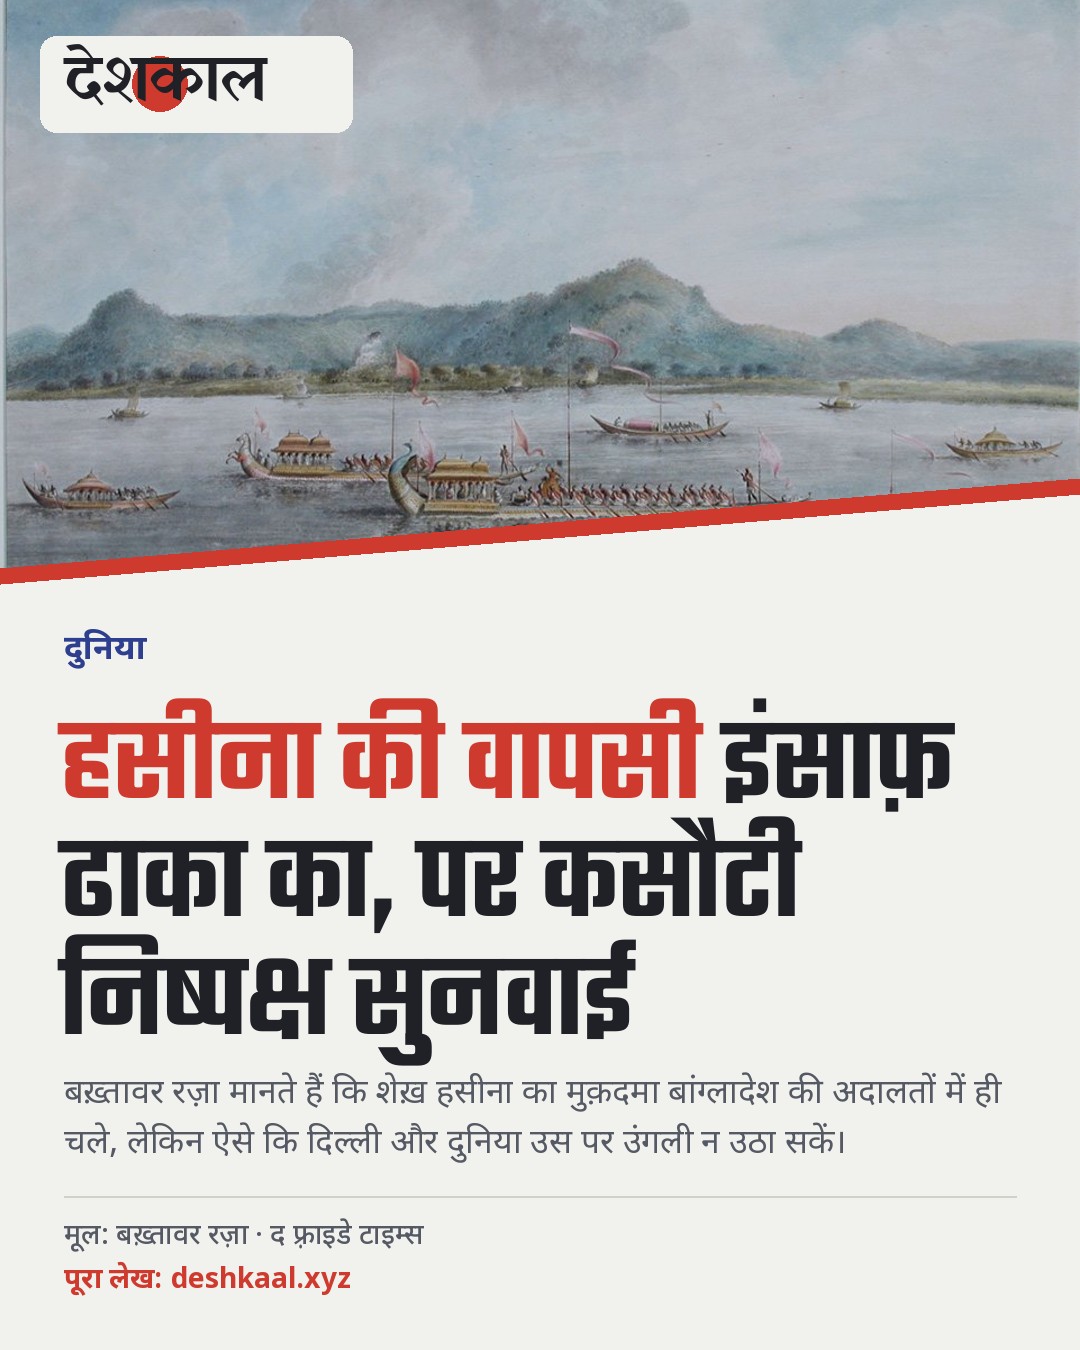 देशकाल
दुनिया
हसीना की वापसी इंसाफ़
ढाका का, पर कसौटी
निष्पक्ष सुनवाई
बख़्तावर रज़ा मानते हैं कि शेख़ हसीना का मुक़दमा बांग्लादेश की अदालतों में ही
चले, लेकिन ऐसे कि दिल्ली और दुनिया उस पर उंगली न उठा सकें।
मूल: बख़्तावर रज़ा · द फ़्राइडे टाइम्स
पूरा लेख: deshkaal.xyz